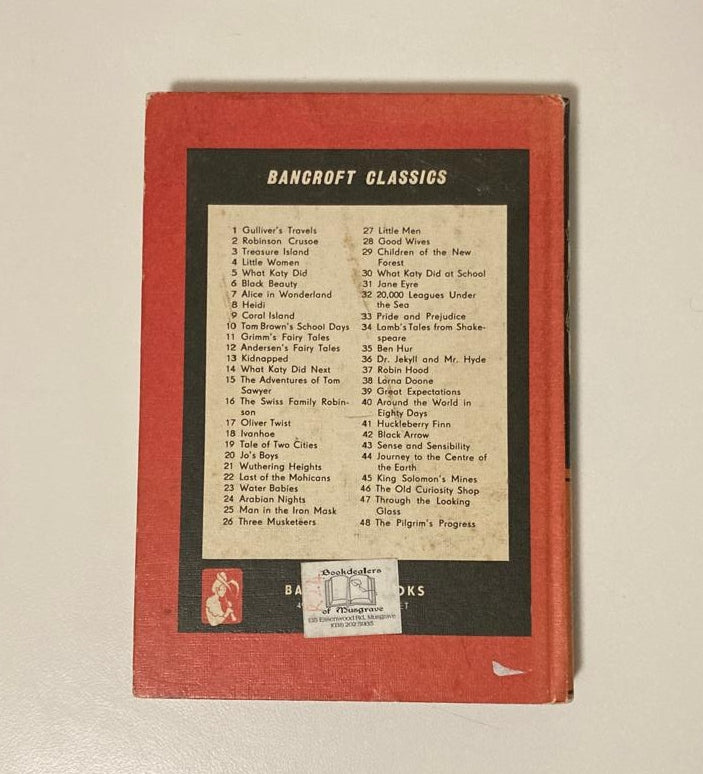 BANCROFT CLASSICS
1 Gulliver's Travels
2 Robinson Crusoe
3 Treasure Island
4 Little Women
5 What Katy Did
6 Black Beauty
7 Alice in Wonderland
8 Heidi
9 Coral Island
10 Tom Brown's School Days
11 Grimm's Fairy Tales
12 Andersen's Fairy Tales
13 Kidnapped
14 What Katy Did Next
15 The Adventures of Tom
Sawyer
16 The Swiss Family Robin-
son
17 Oliver Twist
18 Ivanhoe
19 Tale of Two Cities
20 Jo's Boys
21 Wuthering Heights
22 Last of the Mohicans
23 Water Babies
24 Arabian Nights
25 Man in the Iron Mask
26 Three Musketeers
27 Little Men
28 Good Wives
29 Children of the New
Forest
30 What Katy Did at School
31 Jane Eyre
32 20,000 Leagues Under
the Sea
33 Pride and Prejudice
34 Lamb's Tales from Shake-
speare
35 Ben Hur
36 Dr. Jekyll and Mr. Hyde
37 Robin Hood
38 Lorna Doone
39 Great Expectations
40 Around the World in
Eighty Days
41 Huckleberry Finn
42 Black Arrow
43 Sense and Sensibility
44 Journey to the Centre of
the Earth
45 King Solomon's Mines
46 The Old Curiosity Shop
47 Through the Looking
Glass
48 The Pilgrim's Progress
Bookdealers
of Musgrave
135 Essenwood Rd, Musgrave